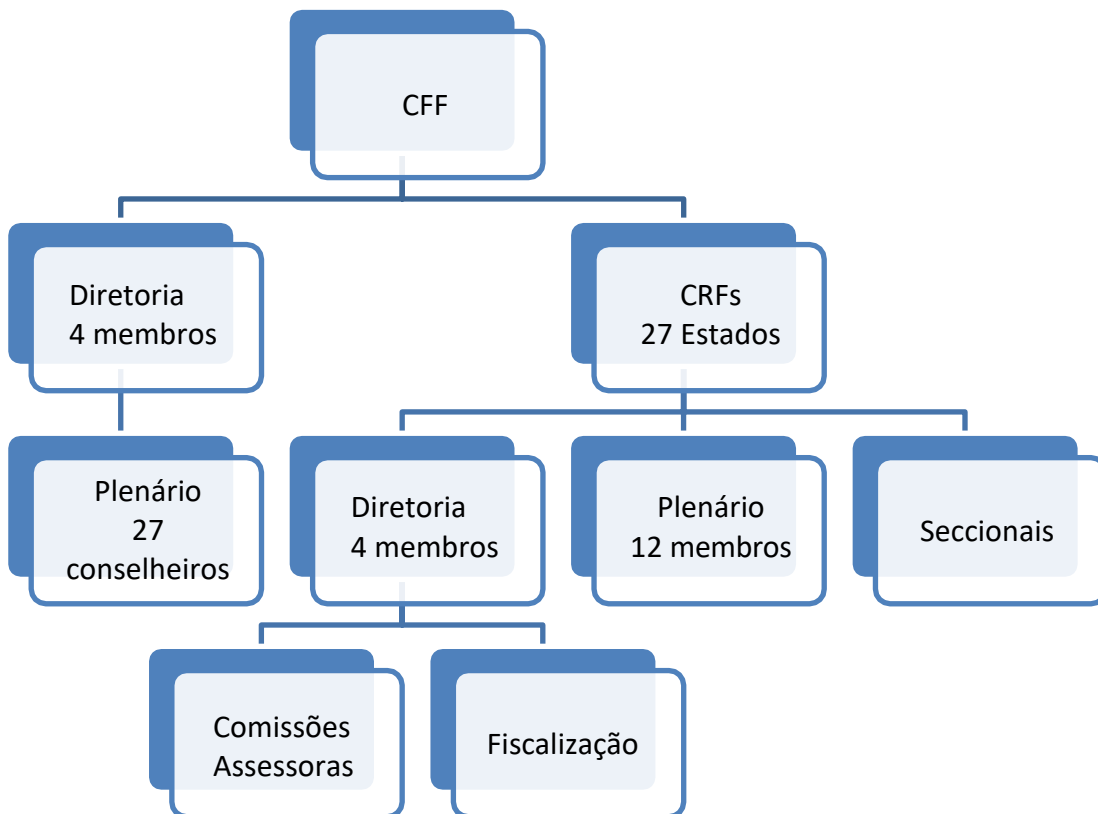 CFF
Diretoria
4 membros
CRFs
27 Estados
Plenário
27
conselheiros
Diretoria
4 membros
Plenário
12 membros
Seccionais
Comissões
Assessoras
Fiscalização